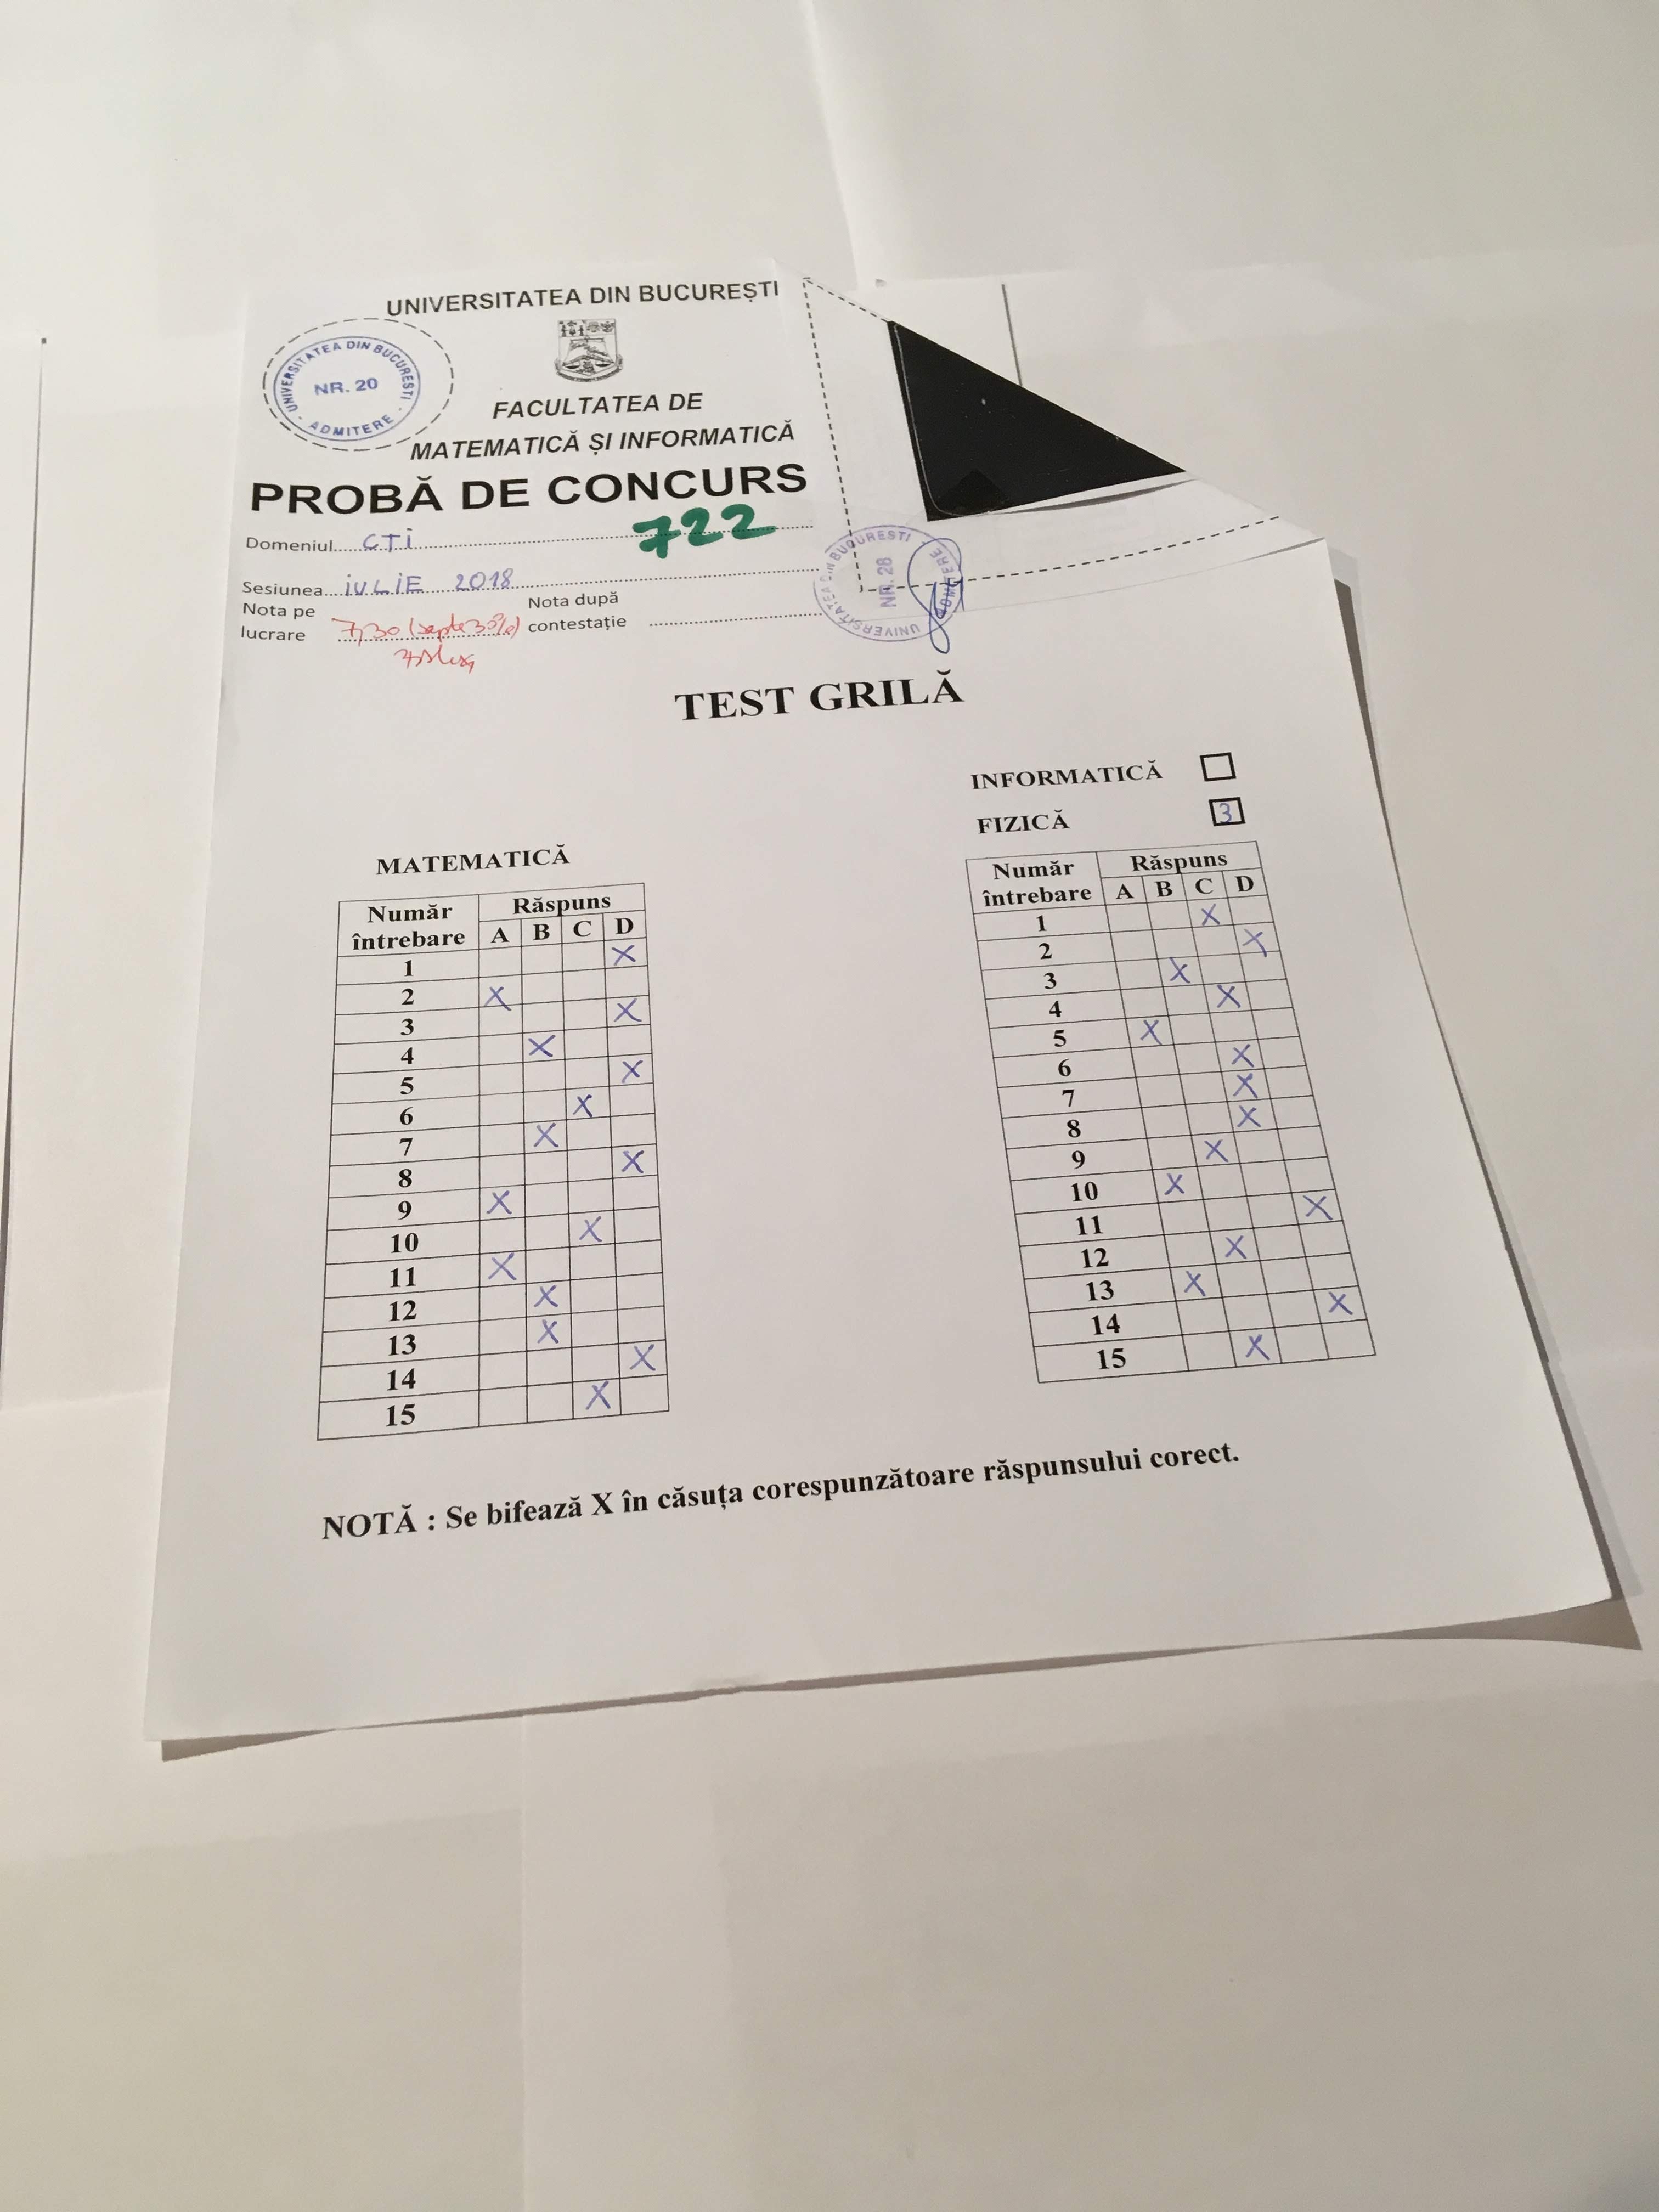 UNIVERSITATEA DIN BUCUREȘTI
UNIVERSITATEA DIN BUCURESTI
NR. 20
- ADMITERE -
FACULTATEA DE
MATEMATICĂ ȘI INFORMATICĂ
PROBĂ DE CONCURS
722
Domeniul CTI
Sesiunea IULIE 2018
Nota pe lucrare 7,30 (șapte 30%)
Nota după contestație
UNIVERSITATEA DIN BUCURESTI
NR. 28
ADMITERE
TEST GRILĂ
INFORMATICĂ
FIZICĂ 3
MATEMATICĂ
Număr întrebare Răspuns
A B C D
1 X
2 X
3 X
4 X
5 X
6 X
7 X
8 X
9 X
10 X
11 X
12 X
13 X
14 X
15 X
Număr întrebare Răspuns
A B C D
1 X
2 X
3 X
4 X
5 X
6 X
7 X
8 X
9 X
10 X
11 X
12 X
13 X
14 X
15 X
NOTĂ : Se bifează X în căsuța corespunzătoare răspunsului corect.